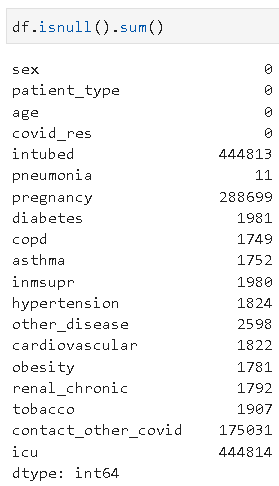 df.isnull().sum()
sex 0
patient_type 0
age 0
covid_res 0
intubed 444813
pneumonia 11
pregnancy 288699
diabetes 1981
copd 1749
asthma 1752
inmsupr 1980
hypertension 1824
other_disease 2598
cardiovascular 1822
obesity 1781
renal_chronic 1792
tobacco 1907
contact_other_covid 175031
icu 444814
dtype: int64